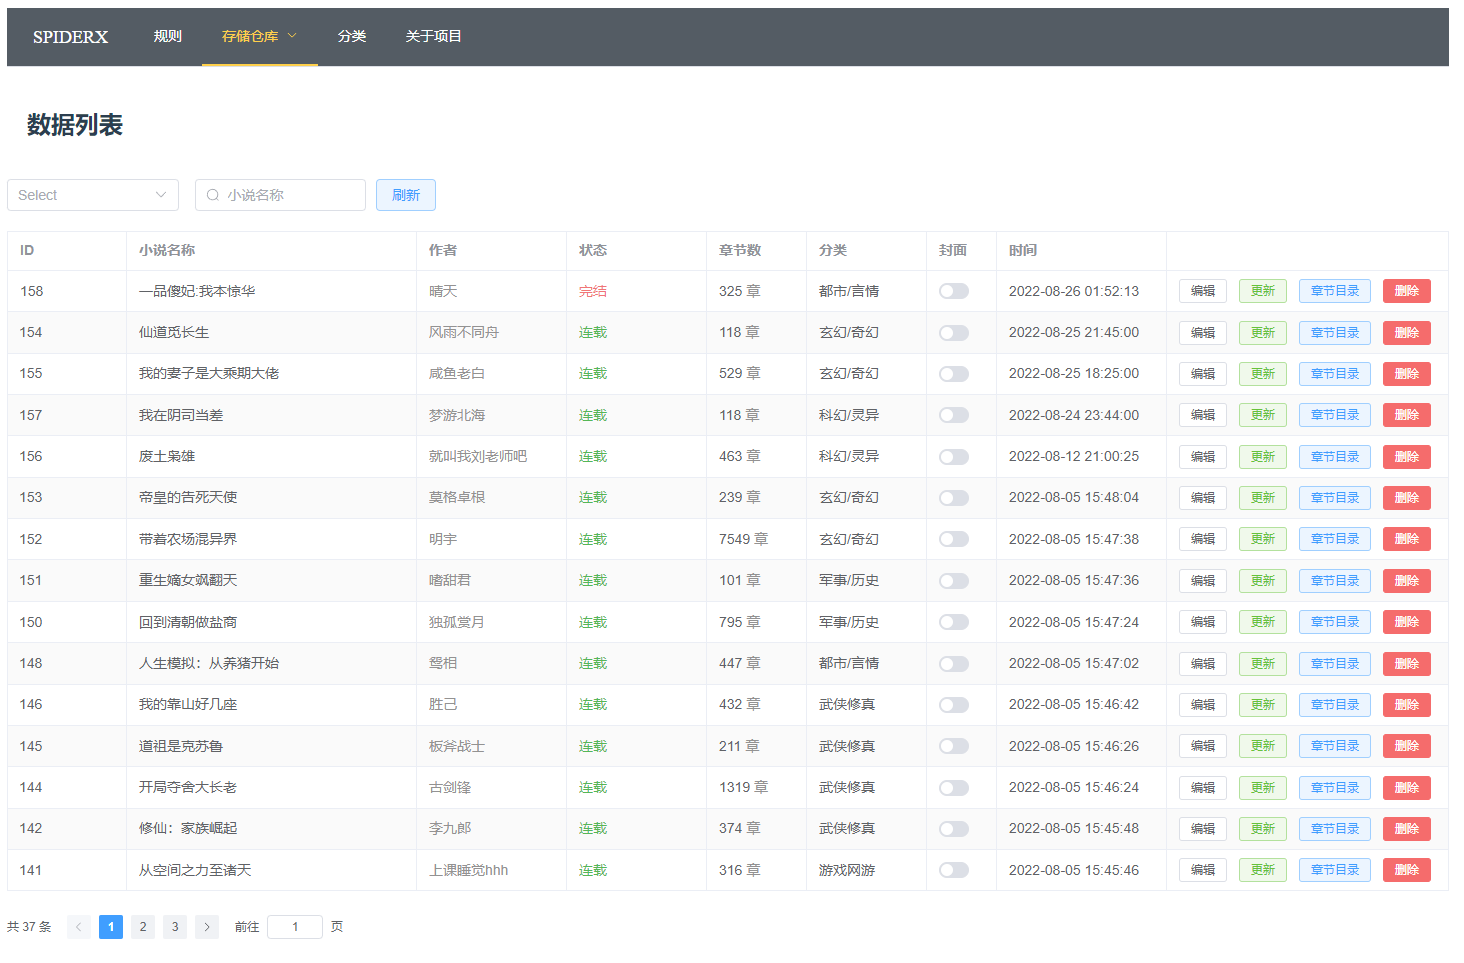 SPIDERX 规则 存储仓库 分类 关于项目
数据列表
Select 小说名称 刷新
ID 小说名称 作者 状态 章节数 分类 封面 时间
158 一品傻妃:我本惊华 晴天 完结 325 章 都市/言情 2022-08-26 01:52:13 编辑 更新 章节目录 删除
154 仙道觅长生 风雨不同舟 连载 118 章 玄幻/奇幻 2022-08-25 21:45:00 编辑 更新 章节目录 删除
155 我的妻子是大乘期大佬 咸鱼老白 连载 529 章 玄幻/奇幻 2022-08-25 18:25:00 编辑 更新 章节目录 删除
157 我在阴司当差 梦游北海 连载 118 章 科幻/灵异 2022-08-24 23:44:00 编辑 更新 章节目录 删除
156 废土枭雄 就叫我刘老师吧 连载 463 章 科幻/灵异 2022-08-12 21:00:25 编辑 更新 章节目录 删除
153 帝皇的告死天使 莫格卓根 连载 239 章 玄幻/奇幻 2022-08-05 15:48:04 编辑 更新 章节目录 删除
152 带着农场混异界 明宇 连载 7549 章 玄幻/奇幻 2022-08-05 15:47:38 编辑 更新 章节目录 删除
151 重生嫡女飒翻天 嗜甜君 连载 101 章 军事/历史 2022-08-05 15:47:36 编辑 更新 章节目录 删除
150 回到清朝做盐商 独孤赏月 连载 795 章 军事/历史 2022-08-05 15:47:24 编辑 更新 章节目录 删除
148 人生模拟：从养猪开始 鸳相 连载 447 章 都市/言情 2022-08-05 15:47:02 编辑 更新 章节目录 删除
146 我的靠山好几座 胜己 连载 432 章 武侠修真 2022-08-05 15:46:42 编辑 更新 章节目录 删除
145 道祖是克苏鲁 板斧战士 连载 211 章 武侠修真 2022-08-05 15:46:26 编辑 更新 章节目录 删除
144 开局夺舍大长老 古剑锋 连载 1319 章 武侠修真 2022-08-05 15:46:24 编辑 更新 章节目录 删除
142 修仙：家族崛起 李九郎 连载 374 章 武侠修真 2022-08-05 15:45:48 编辑 更新 章节目录 删除
141 从空间之力至诸天 上课睡觉hhh 连载 316 章 游戏网游 2022-08-05 15:45:46 编辑 更新 章节目录 删除
共 37 条 1 2 3 前往 1 页